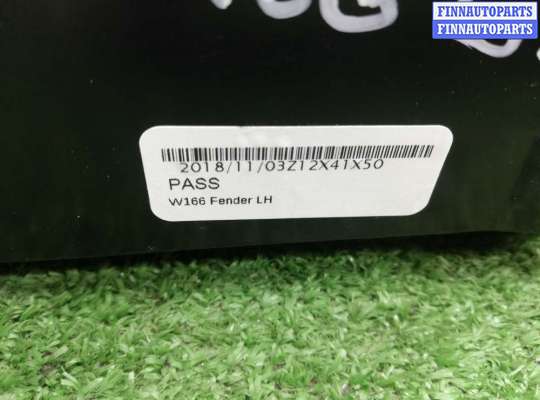 FINNAUTOPARTS
FINNAUTOPARTS
2018/11/03Z12X41X50
PASS
W166 Fender LH